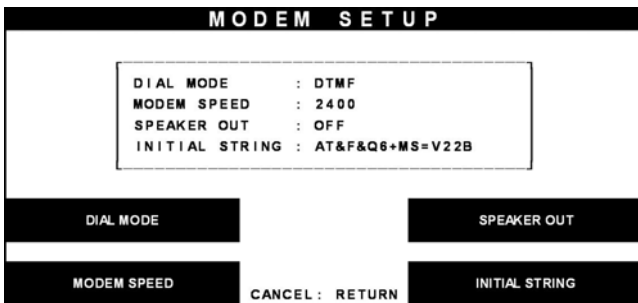 MODEM SETUP
DIAL MODE : DTMF
MODEM SPEED : 2400
SPEAKER OUT : OFF
INITIAL STRING : AT&F&Q6+MS=V22B
DIAL MODE
SPEAKER OUT
MODEM SPEED
CANCEL: RETURN
INITIAL STRING